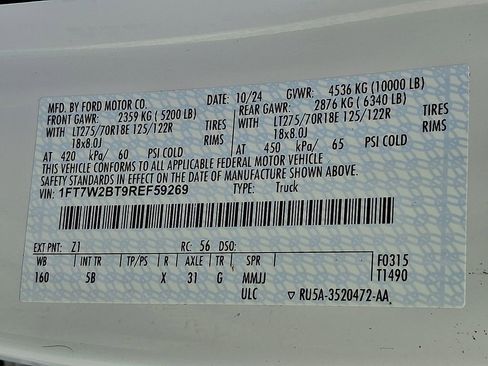 MFD. BY FORD MOTOR CO.
DATE: 10/24 GVWR: 4536 KG (10000 LB)
FRONT GAWR: 2359 KG ( 5200 LB) REAR GAWR: 2876 KG ( 6340 LB)
WITH LT275/70R18E 125/122R TIRES WITH LT275/70R18E 125/122R TIRES
18x8.0J RIMS 18x8.0J RIMS
AT 420 kPa/ 60 PSI COLD AT 450 kPa/ 65 PSI COLD
THIS VEHICLE CONFORMS TO ALL APPLICABLE FEDERAL MOTOR VEHICLE
SAFETY STANDARDS IN EFFECT ON THE DATE OF MANUFACTURE SHOWN ABOVE.
VIN: 1FT7W2BT9REF59269 TYPE: Truck
EXT PNT: Z1 RC: 56 DSO: F0315
WB INT TR TP/PS R AXLE TR SPR T1490
160 5B X 31 G MMJJ
ULC ▽ RU5A-3520472-AA